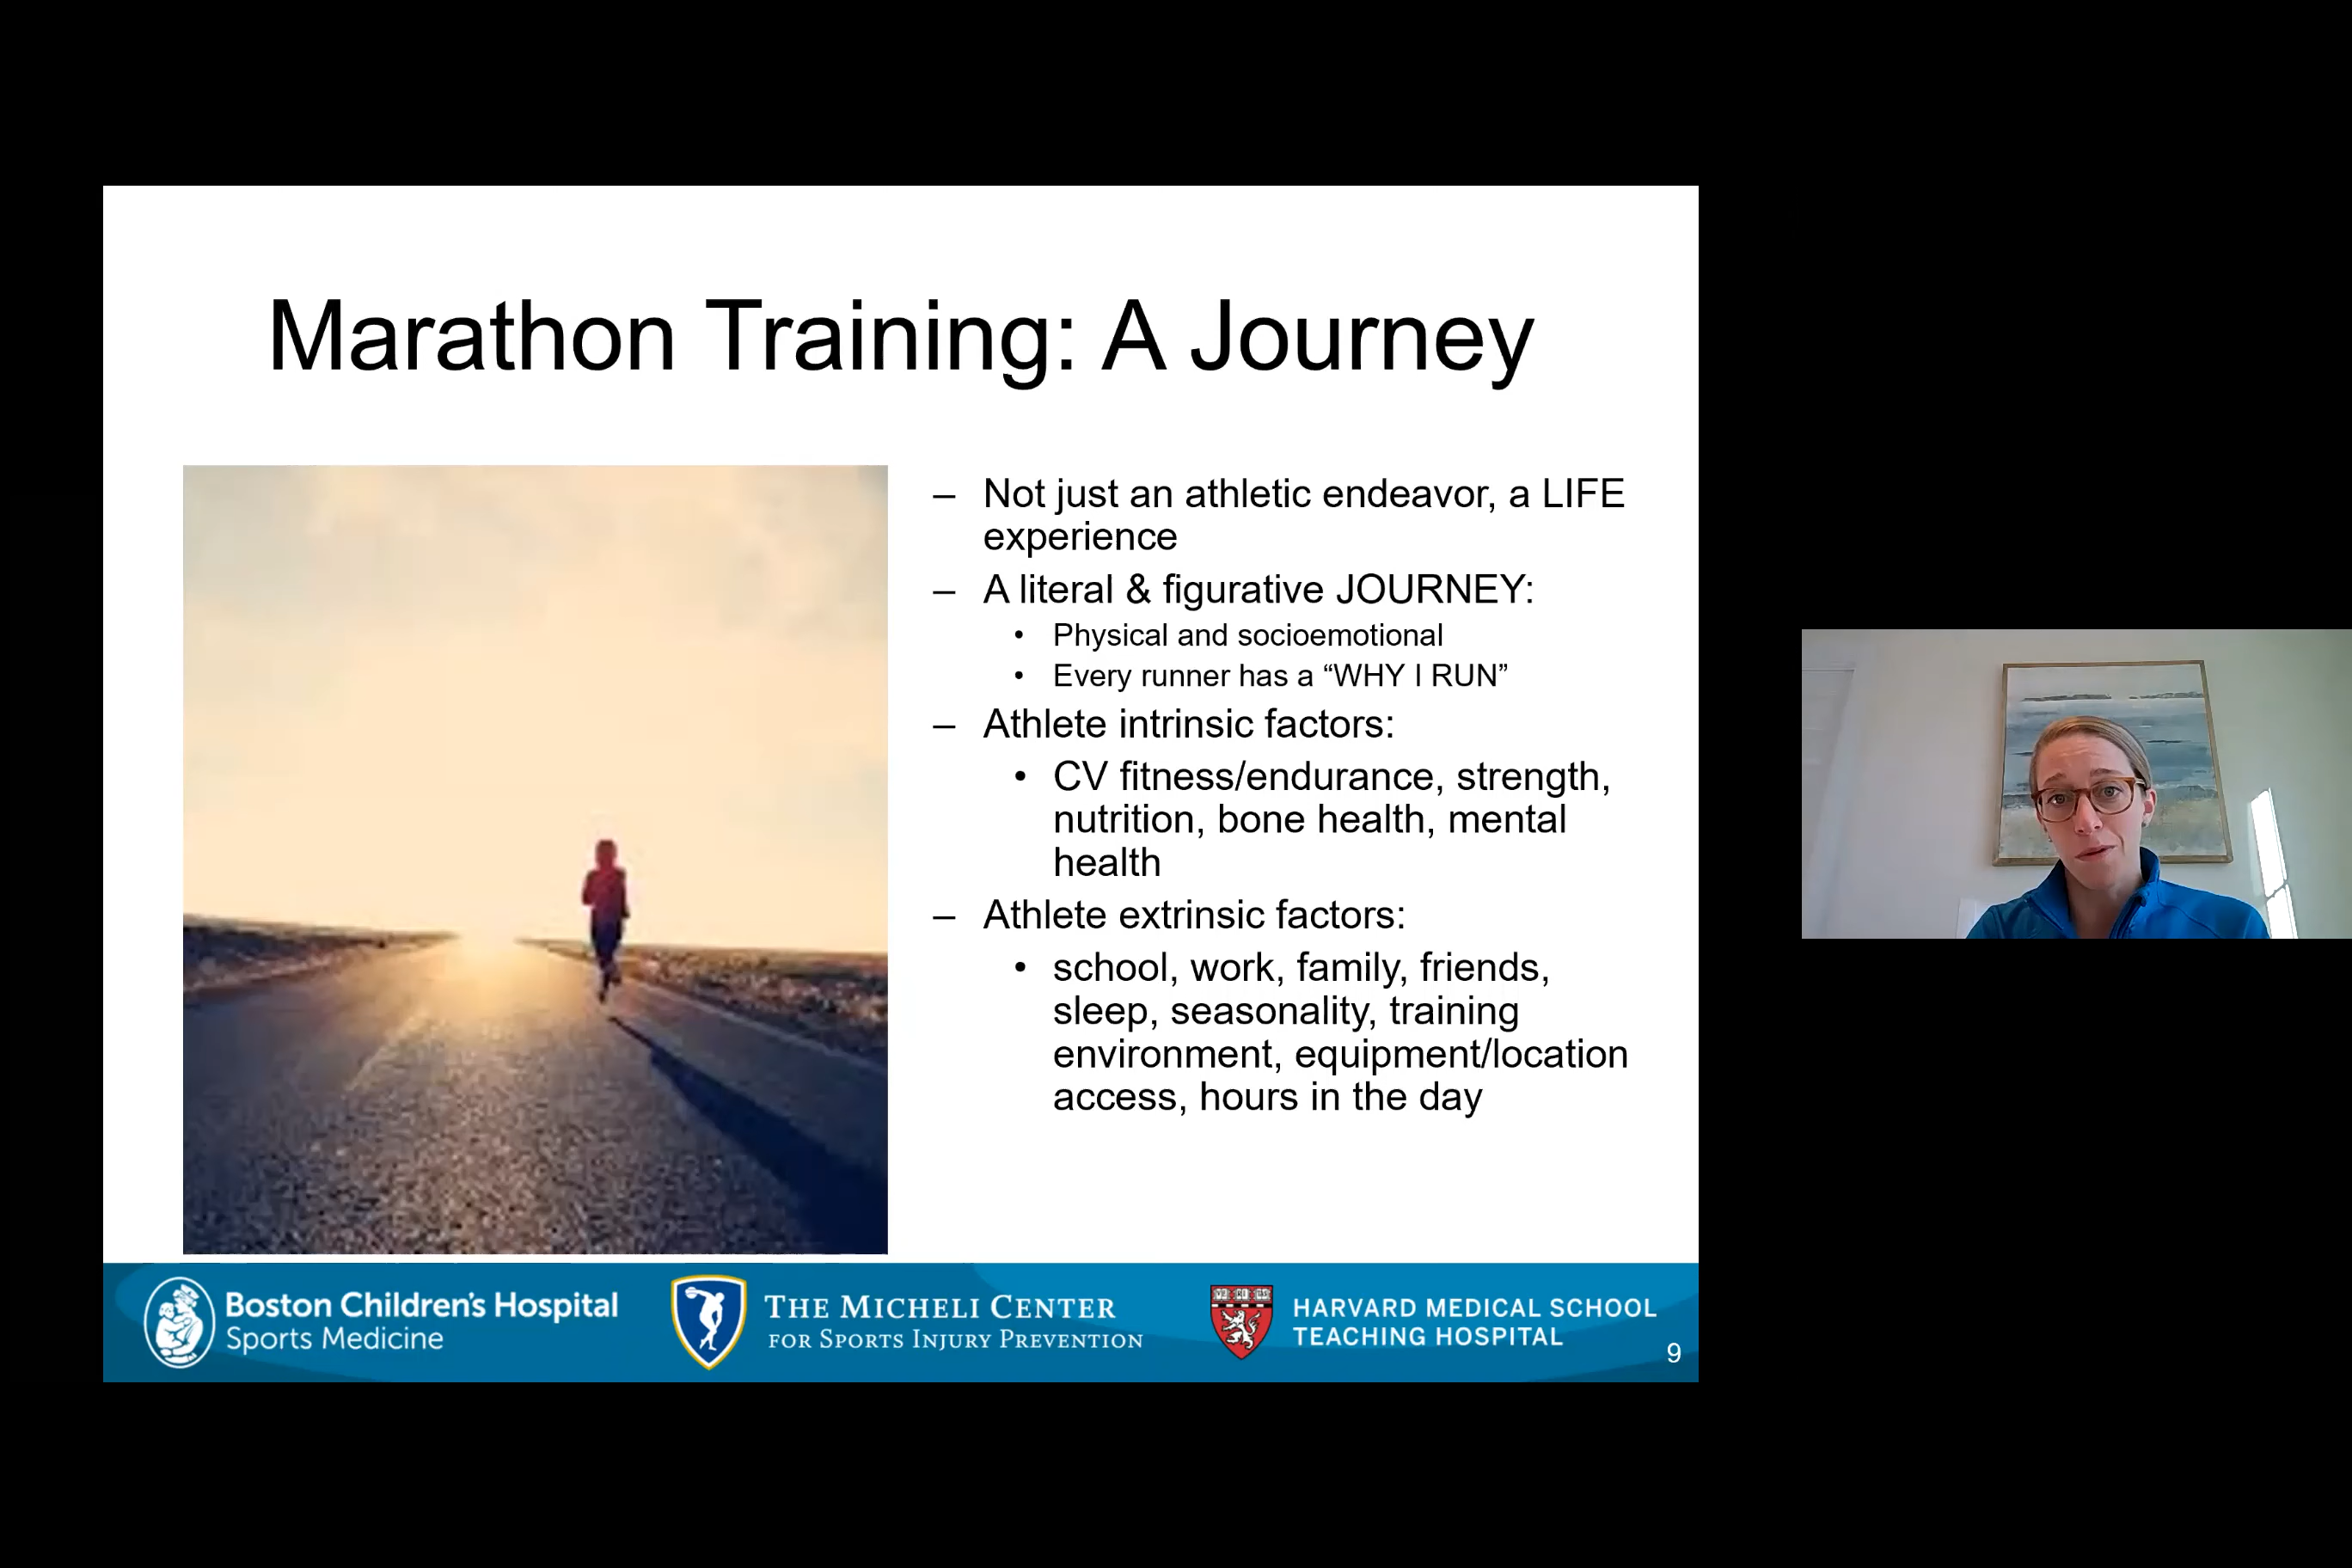 Marathon Training: A Journey
– Not just an athletic endeavor, a LIFE
experience
– A literal & figurative JOURNEY:
• Physical and socioemotional
• Every runner has a “WHY I RUN”
– Athlete intrinsic factors:
• CV fitness/endurance, strength,
nutrition, bone health, mental
health
– Athlete extrinsic factors:
• school, work, family, friends,
sleep, seasonality, training
environment, equipment/location
access, hours in the day
Boston Children's Hospital
Sports Medicine
THE MICHELI CENTER
FOR SPORTS INJURY PREVENTION
HARVARD MEDICAL SCHOOL
TEACHING HOSPITAL
9